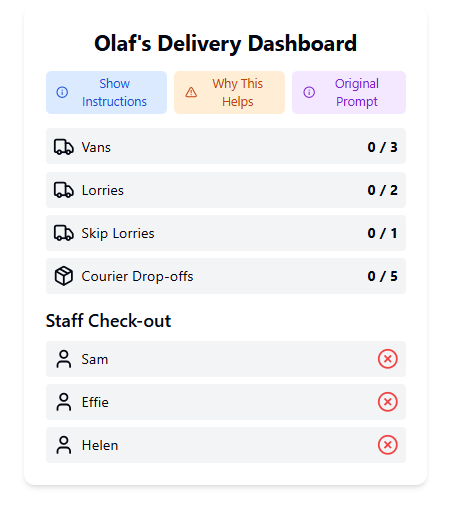 Olaf's Delivery Dashboard
Show
Instructions
Why This
Helps
Original
Prompt
Vans 0 / 3
Lorries 0 / 2
Skip Lorries 0 / 1
Courier Drop-offs 0 / 5
Staff Check-out
Sam
Effie
Helen